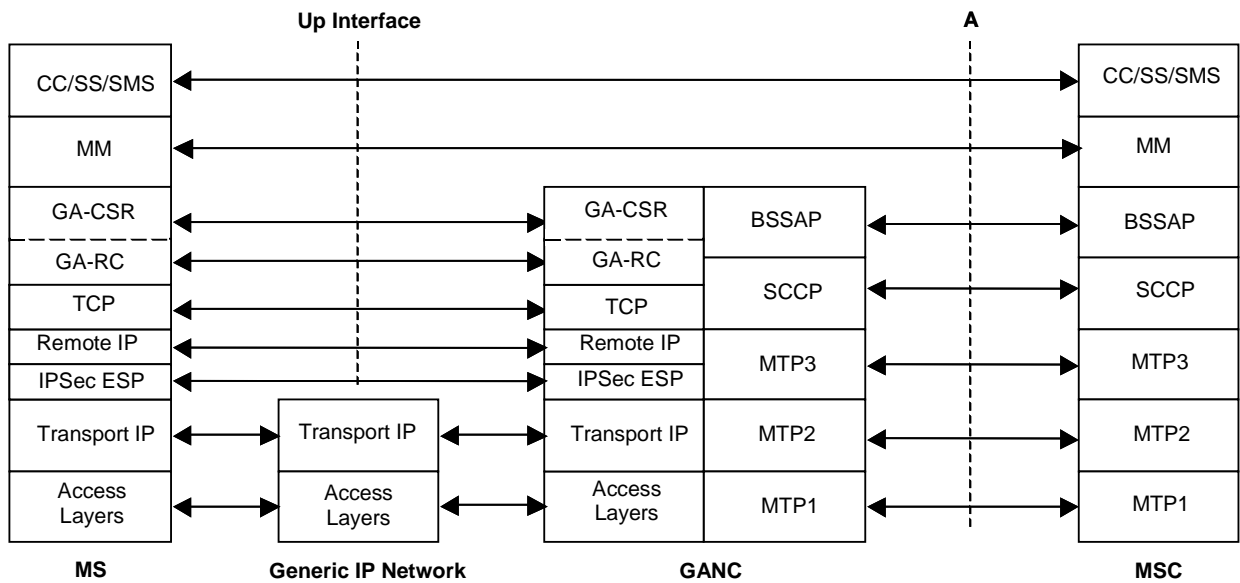 Up Interface
A
CC/SS/SMS
CC/SS/SMS
MM
MM
GA-CSR
GA-CSR
BSSAP
BSSAP
GA-RC
GA-RC
SCCP
SCCP
TCP
TCP
Remote IP
Remote IP
MTP3
MTP3
IPSec ESP
IPSec ESP
Transport IP
Transport IP
Transport IP
MTP2
MTP2
Access
Layers
Access
Layers
Access
Layers
MTP1
MTP1
MS
Generic IP Network
GANC
MSC